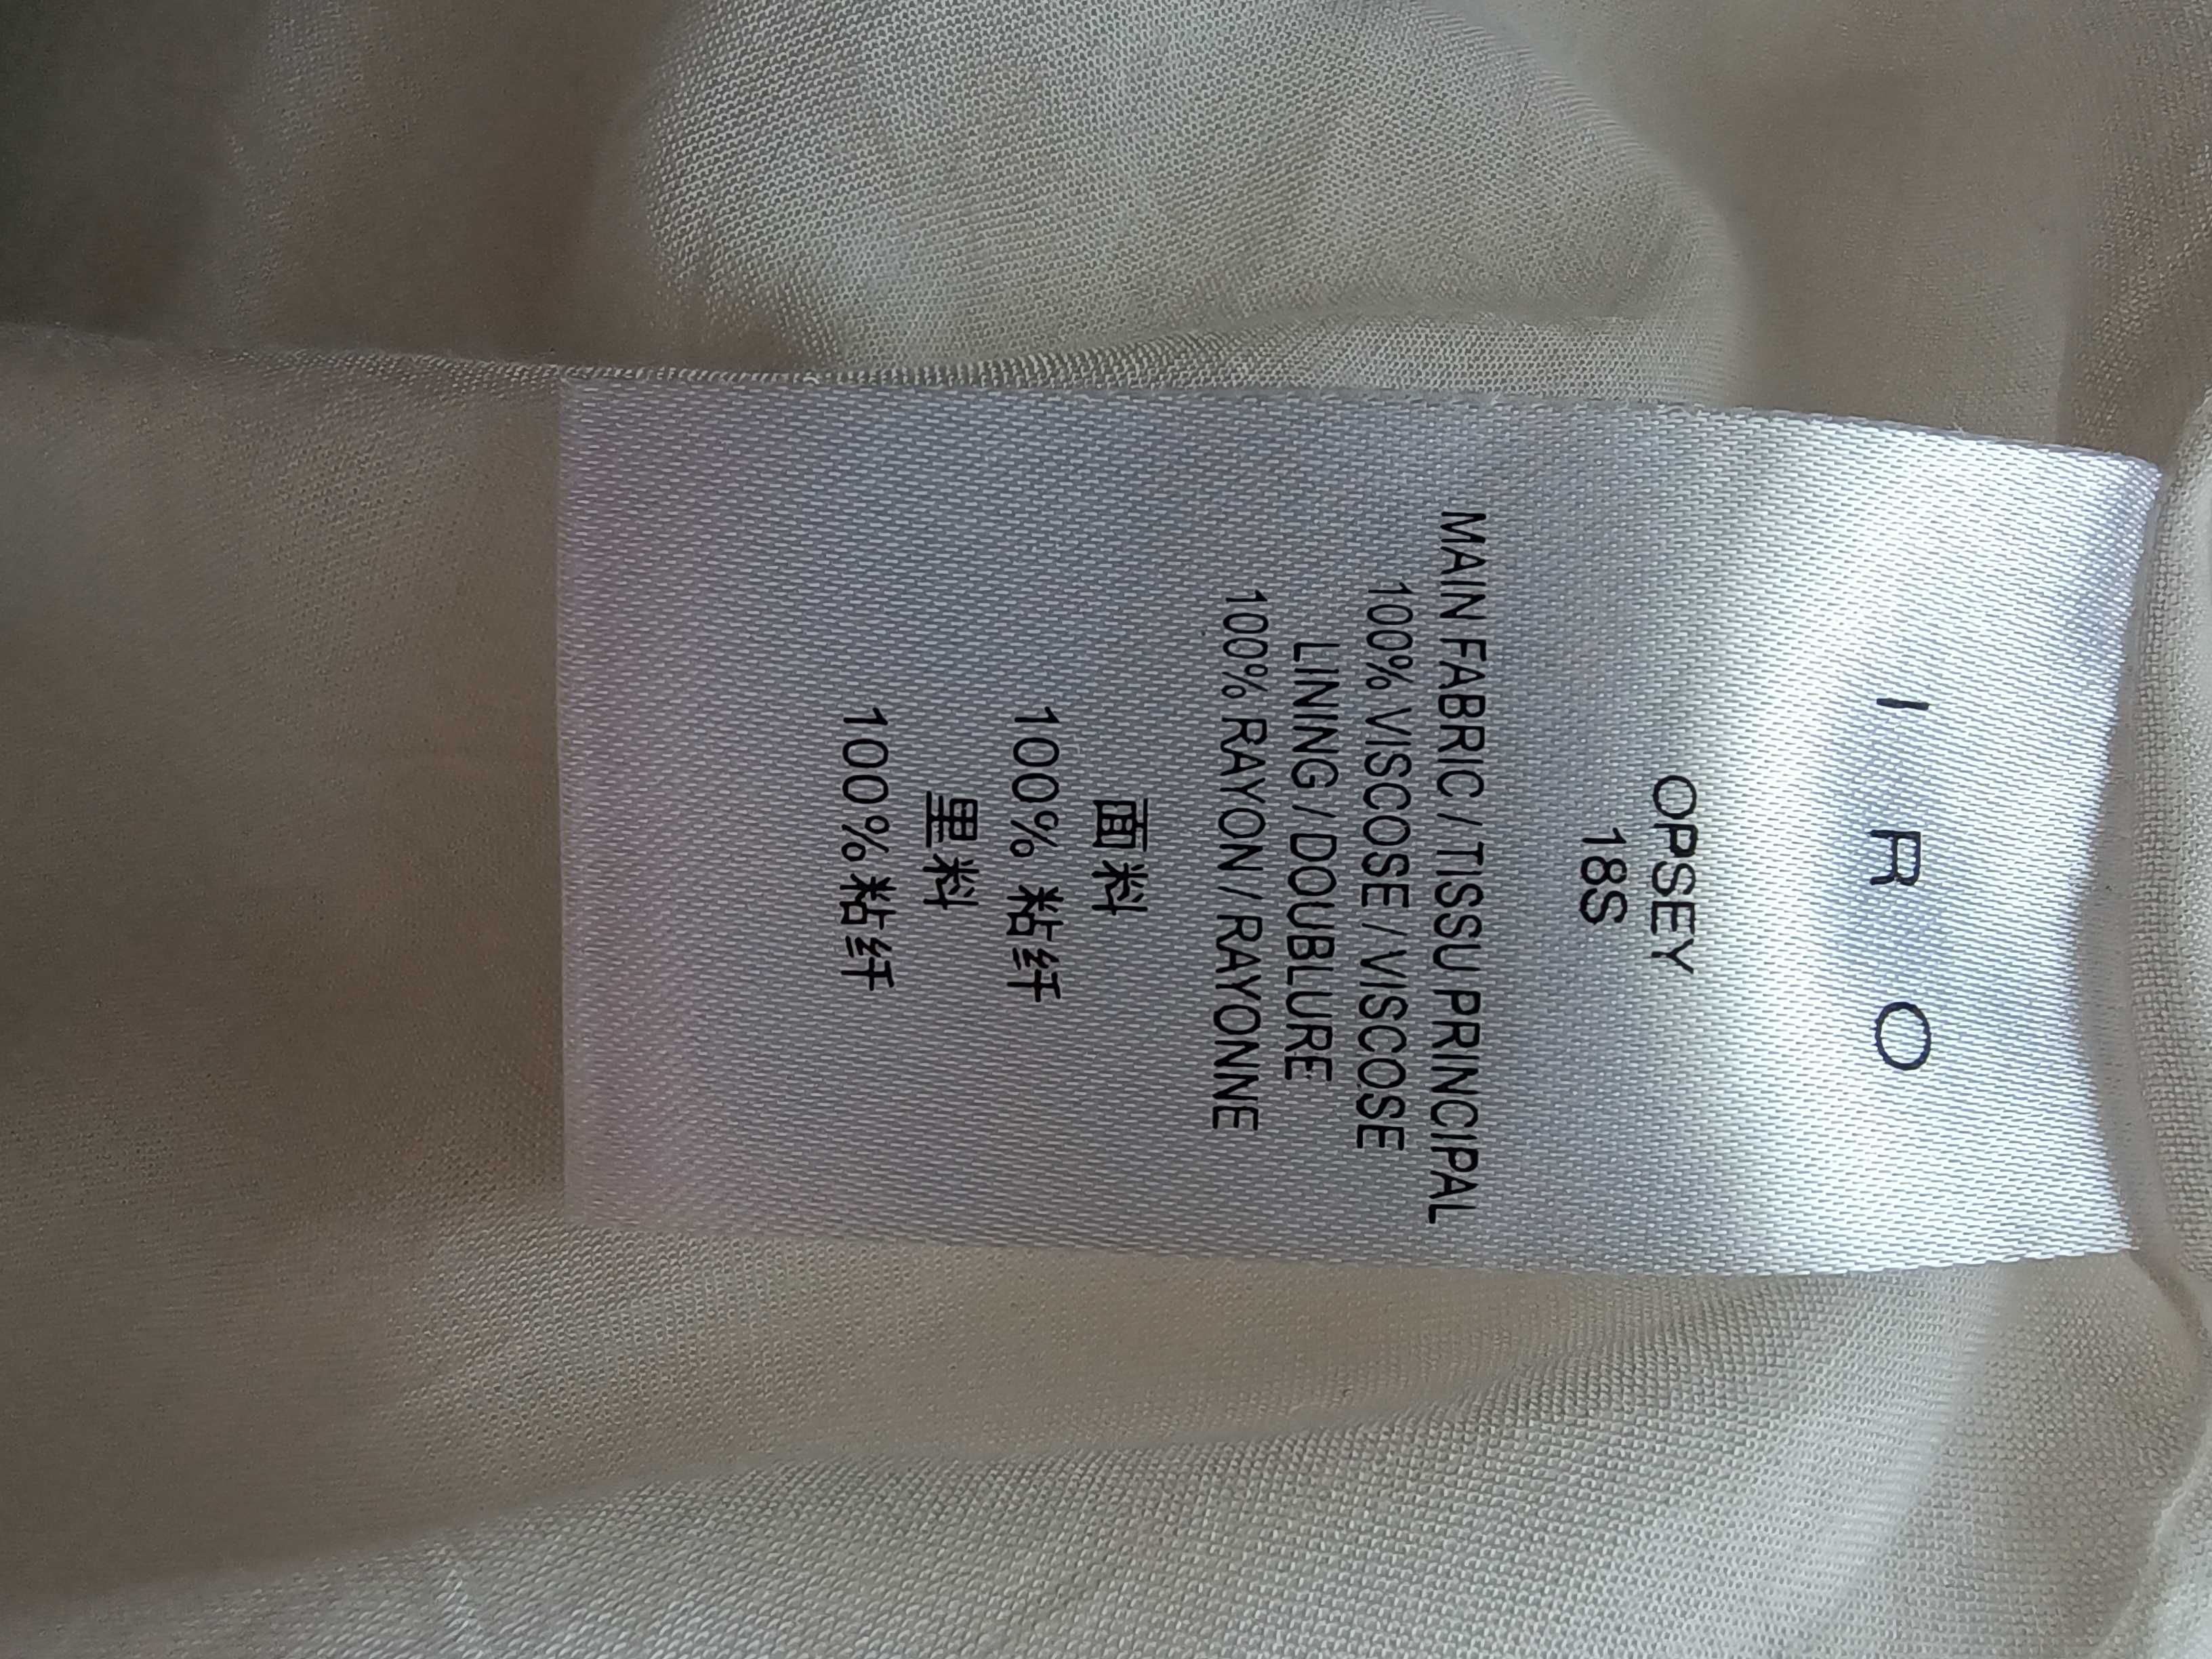 I R O
OPSEY
18S
MAIN FABRIC / TISSU PRINCIPAL
100% VISCOSE / VISCOSE
LINING / DOUBLURE
100% RAYON / RAYONNE
面料
100% 粘纤
里料
100%粘纤